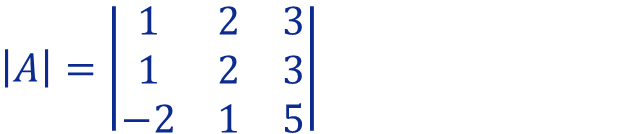 |A| = | 1 2 3 |
| 1 2 3 |
| −2 1 5 |